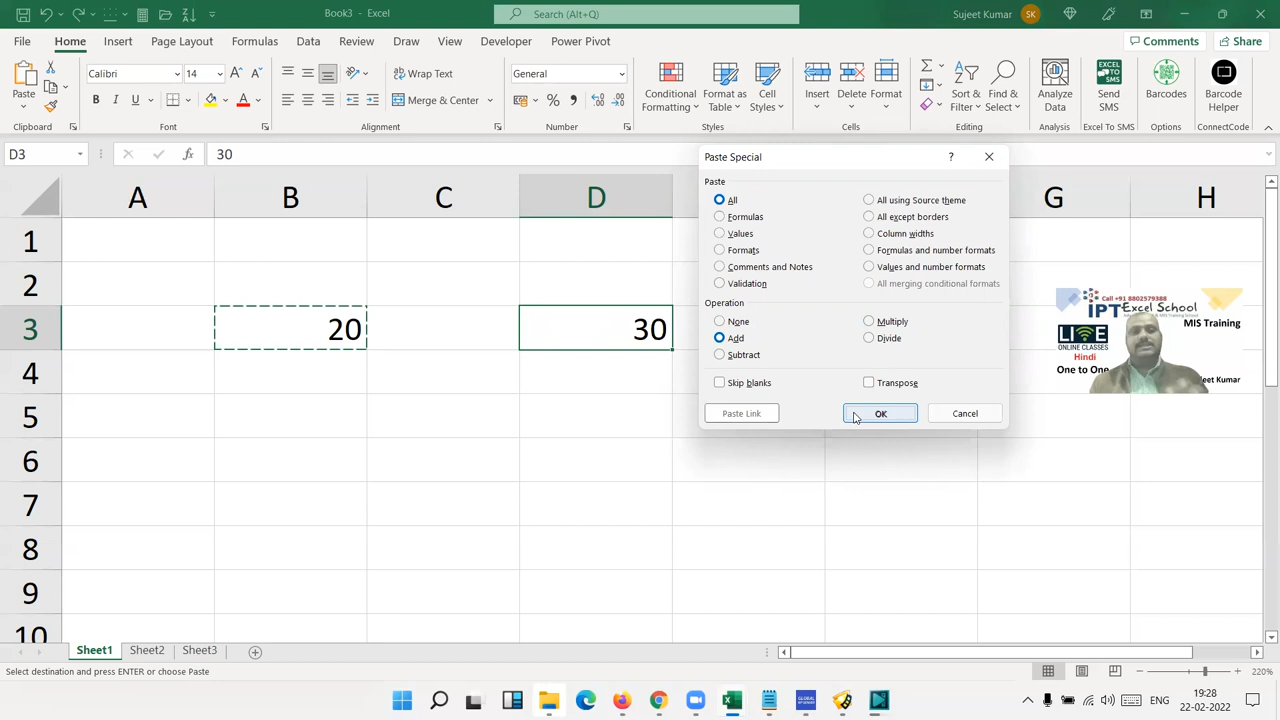 Book3 - Excel
Search (Alt+Q)
Sujeet Kumar
SK
File Home Insert Page Layout Formulas Data Review View Draw Developer Power Pivot
Comments
Share
Paste
Calibri
14
Wrap Text
General
Merge & Center
Conditional Formatting
Format as Table
Cell Styles
Insert
Delete
Format
Sort & Filter
Find & Select
Analyze Data
Send SMS
Barcodes
Barcode Helper
Clipboard
Font
Alignment
Number
Styles
Cells
Editing
Analysis
Excel To SMS
Options
ConnectCode
D3
fx
30
Paste Special
Paste
All
Formulas
Values
Formats
Comments and Notes
Validation
All using Source theme
All except borders
Column widths
Formulas and number formats
Values and number formats
All merging conditional formats
Operation
None
Add
Subtract
Multiply
Divide
Skip blanks
Transpose
Paste Link
OK
Cancel
A B C D G H
1
2
3 20 30
4
5
6
7
8
9
10
Call +91 8802579388
IPT Excel School
MIS Training
LIVE
ONLINE CLASSES
Hindi
One to One
eet Kumar
Sheet1 Sheet2 Sheet3
Select destination and press ENTER or choose Paste
220%
ENG
19:28
22-02-2022